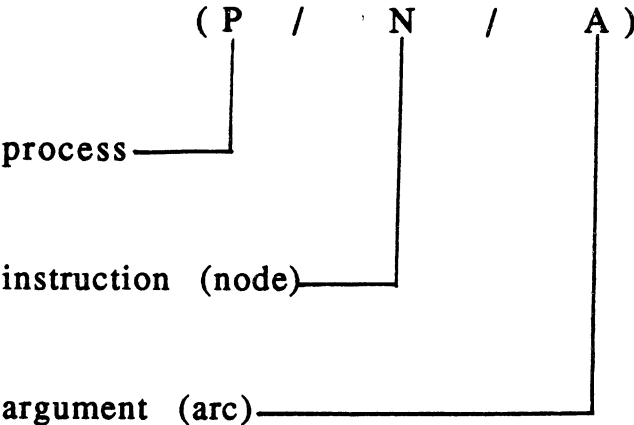 ( P / N / A )
process
instruction (node)
argument (arc)